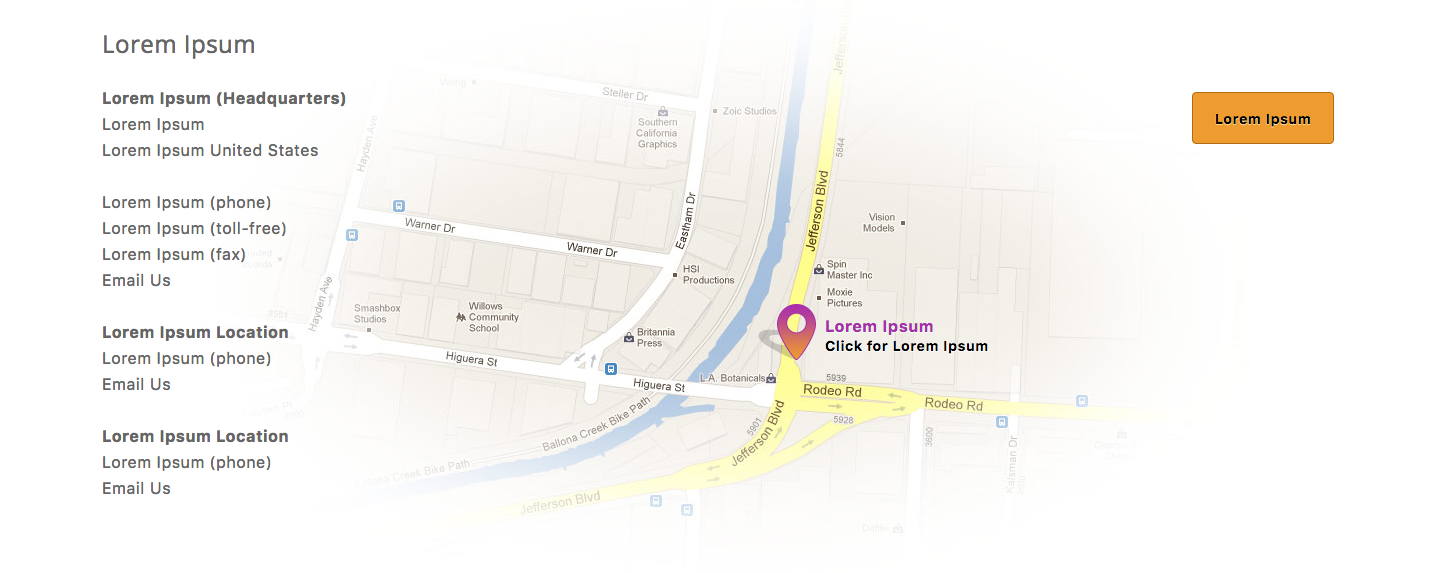 Lorem Ipsum
Lorem Ipsum (Headquarters)
Lorem Ipsum
Lorem Ipsum United States
Lorem Ipsum (phone)
Lorem Ipsum (toll-free)
Lorem Ipsum (fax)
Email Us
Lorem Ipsum Location
Lorem Ipsum (phone)
Email Us
Lorem Ipsum Location
Lorem Ipsum (phone)
Email Us
Lorem Ipsum
Steller Dr
Zoic Studios
Southern
California
Graphics
Hayden Ave
Jefferson Blvd
5844
Jefferson Blvd
Eastham Dr
Warner Dr
Warner Dr
Vision
Models
HSI
Productions
Spin
Master Inc
Moxie
Pictures
Hayden Ave
3551
Smashbox
Studios
Willows
Community
School
Britannia
Press
Lorem Ipsum
Click for Lorem Ipsum
Higuera St
Higuera St
L.A. Botanicals
5939
Rodeo Rd
Rodeo Rd
5928
5901
3600
Jefferson Blvd
Ballona Creek Bike Path
Ballona Creek Bike Path
Kalsman Dr
Jefferson Blvd